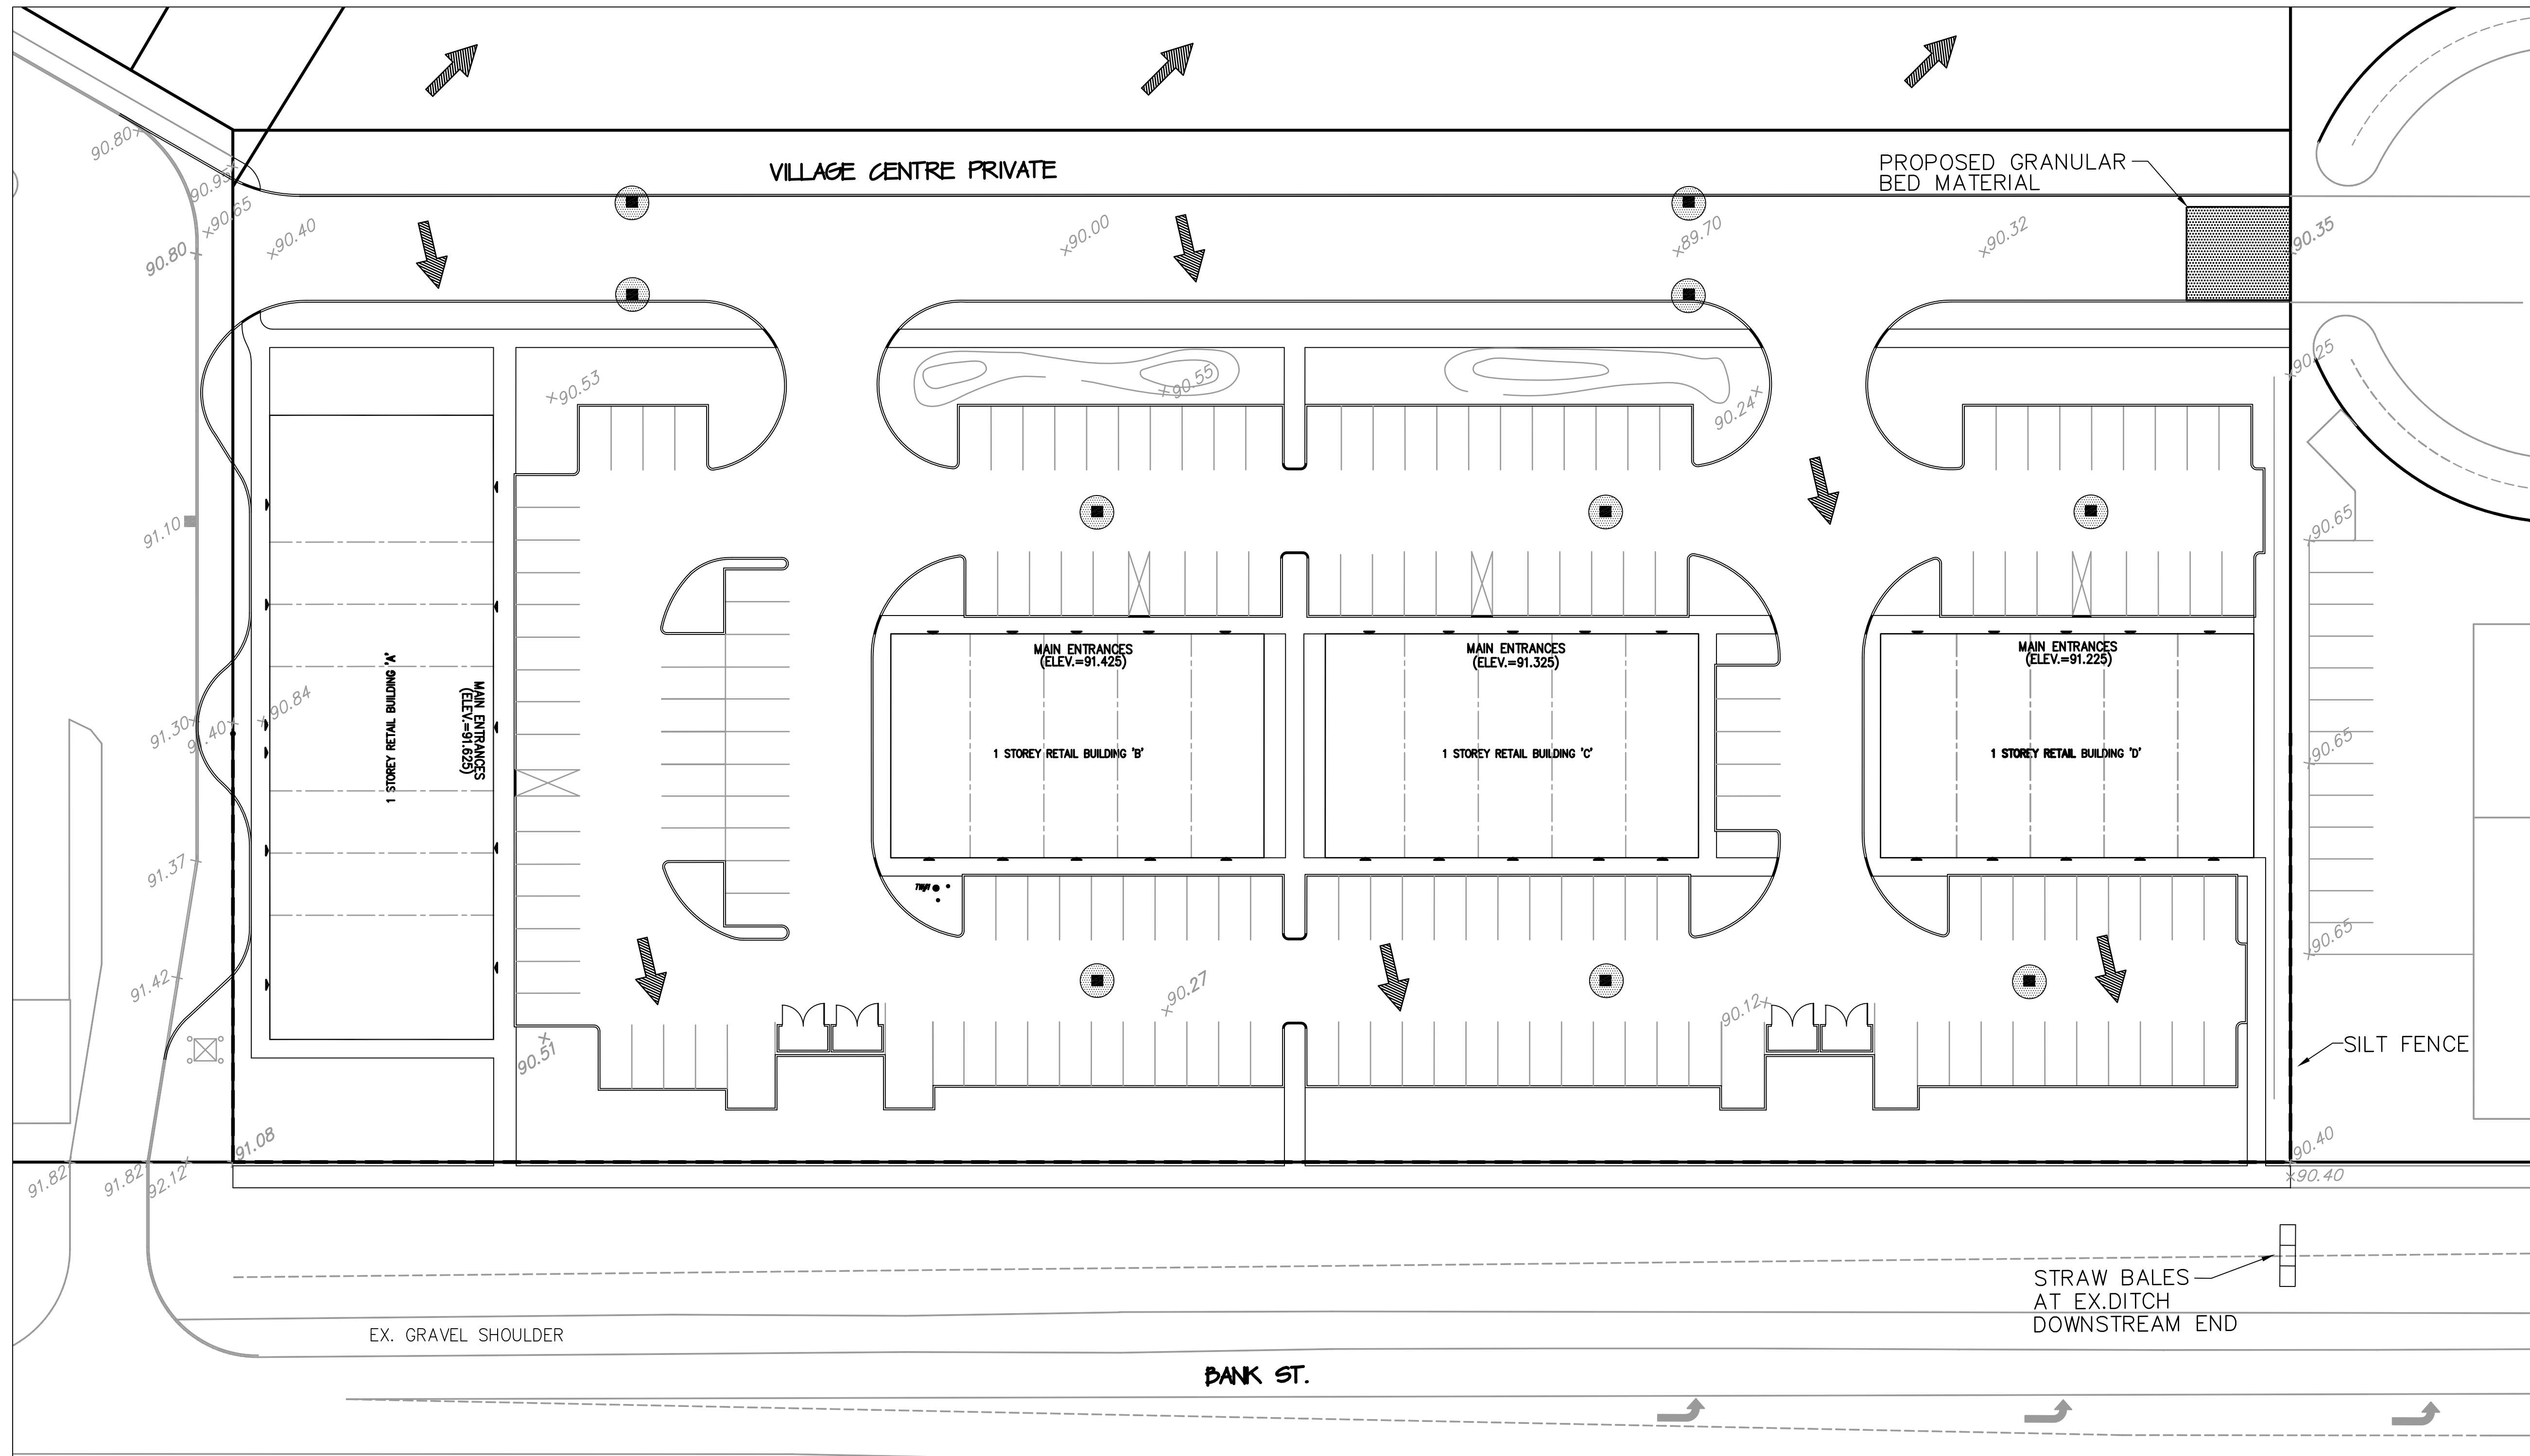 VILLAGE CENTRE PRIVATE
PROPOSED GRANULAR
BED MATERIAL
90.80
90.95
90.65
90.80
×90.40
×90.00
×89.70
×90.32
90.35
90.25
×90.53
×90.55
90.24×
91.10
90.65
MAIN ENTRANCES
(ELEV.=91.425)
MAIN ENTRANCES
(ELEV.=91.325)
MAIN ENTRANCES
(ELEV.=91.225)
1 STOREY RETAIL BUILDING 'A'
MAIN ENTRANCES
(ELEV.=91.625)
×90.84
91.30
.40×
1 STOREY RETAIL BUILDING 'B'
1 STOREY RETAIL BUILDING 'C'
1 STOREY RETAIL BUILDING 'D'
90.65
91.37
90.65
91.42
×90.27
90.12×
90.51
SILT FENCE
91.08
90.40
91.82
91.82
92.12
×90.40
STRAW BALES
AT EX.DITCH
DOWNSTREAM END
EX. GRAVEL SHOULDER
BANK ST.